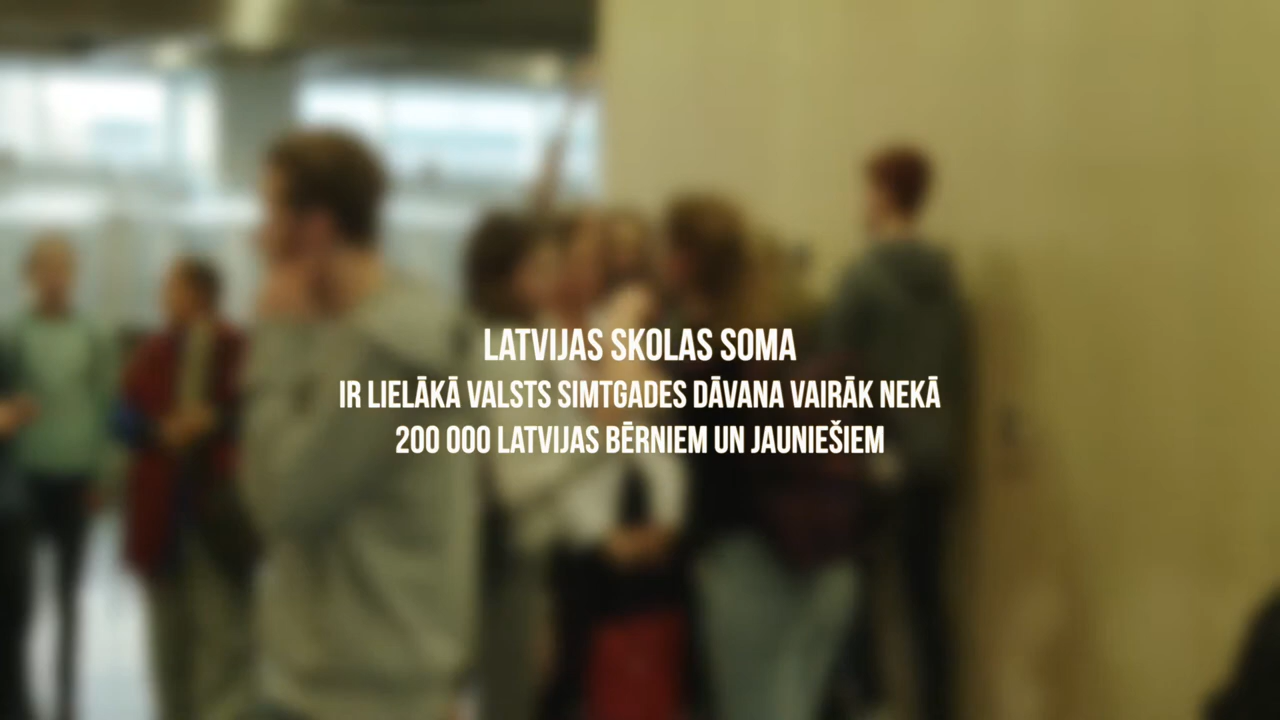 LATVIJAS SKOLAS SOMA
IR LIELĀKĀ VALSTS SIMTGADES DĀVANA VAIRĀK NEKĀ
200 000 LATVIJAS BĒRNIEM UN JAUNIEŠIEM